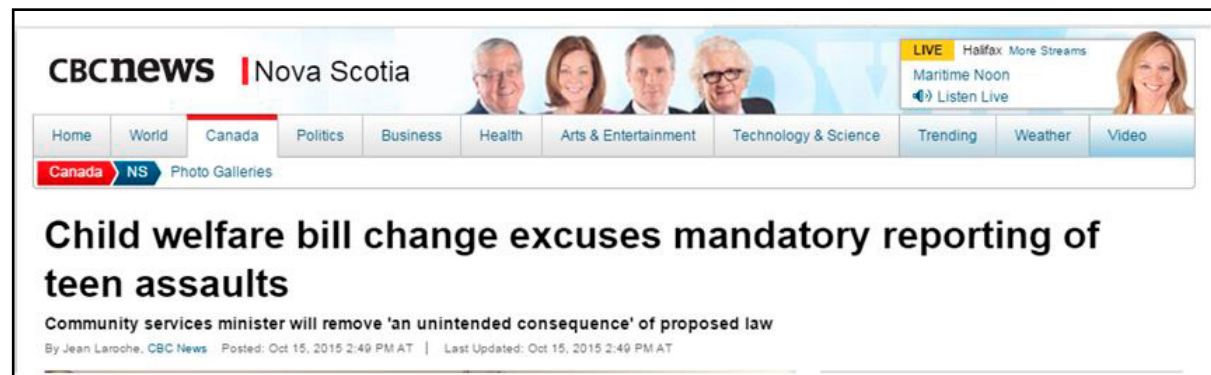 CBCnews | Nova Scotia
LIVE Halifax More Streams
Maritime Noon
Listen Live
Home World Canada Politics Business Health Arts & Entertainment Technology & Science Trending Weather Video
Canada NS Photo Galleries
Child welfare bill change excuses mandatory reporting of
teen assaults
Community services minister will remove 'an unintended consequence' of proposed law
By Jean Laroche, CBC News Posted: Oct 15, 2015 2:49 PM AT | Last Updated: Oct 15, 2015 2:49 PM AT